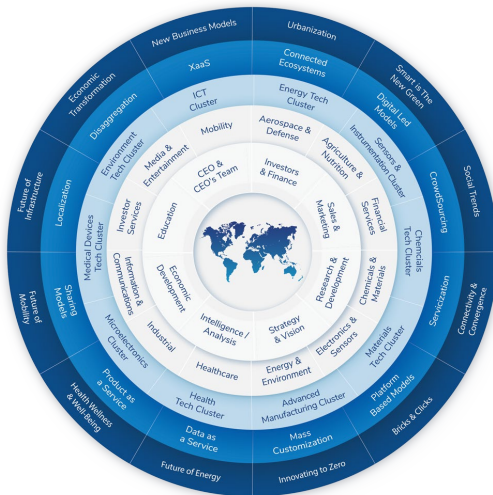 New Business Models
Urbanization
Smart is The
New Green
Social Trends
Connectivity &
Convergence
Bricks & Clicks
Innovating to Zero
Future of Energy
Health Wellness
& Well-Being
Future of
Mobility
Future of
Infrastructure
Economic
Transformation
XaaS
Connected
Ecosystems
Digital Led
Models
CrowdSourcing
Servicization
Platform
Based Models
Mass
Customization
Data as
a Service
Product as
a Service
Sharing
Models
Localization
Disaggregation
ICT
Cluster
Energy Tech
Cluster
Sensors &
Instrumentation Cluster
Chemcials
Tech Cluster
Materials
Tech Cluster
Advanced
Manufacturing Cluster
Health
Tech Cluster
Microelectronics
Cluster
Medical Devices
Tech Cluster
Environment
Tech Cluster
Mobility
Aerospace &
Defense
Agriculture &
Nutrition
Financial
Services
Chemicals &
Materials
Electronics &
Sensors
Energy &
Environment
Healthcare
Industrial
Information &
Communications
Investor
Services
Media &
Entertainment
CEO &
CEO's Team
Investors
& Finance
Sales &
Marketing
Research &
Development
Strategy
& Vision
Intelligence /
Analysis
Economic
Development
Education